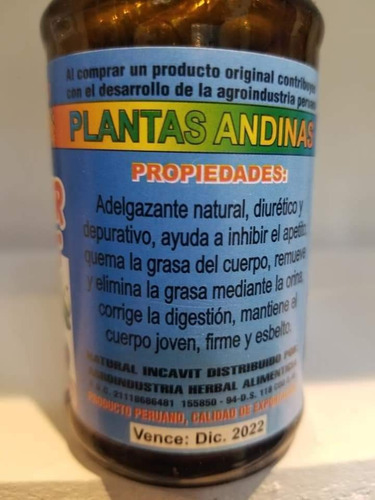 Al comprar un producto original contribuye
con el desarrollo de la agroindustria
PLANTAS ANDINAS
PROPIEDADES:
Adelgazante natural, diurético y
depurativo, ayuda a inhibir el apetito,
quema la grasa del cuerpo, remueve
y elimina la grasa mediante la orina,
corrige la digestión, mantiene el
cuerpo joven, firme y esbelto.
NATURAL INCAVIT DISTRIBUIDO POR:
AGROINDUSTRIA HERBAL
155850 - 94-D.S.
PRODUCTO PERUANO, CALIDAD DE
Vence: Dic. 2022